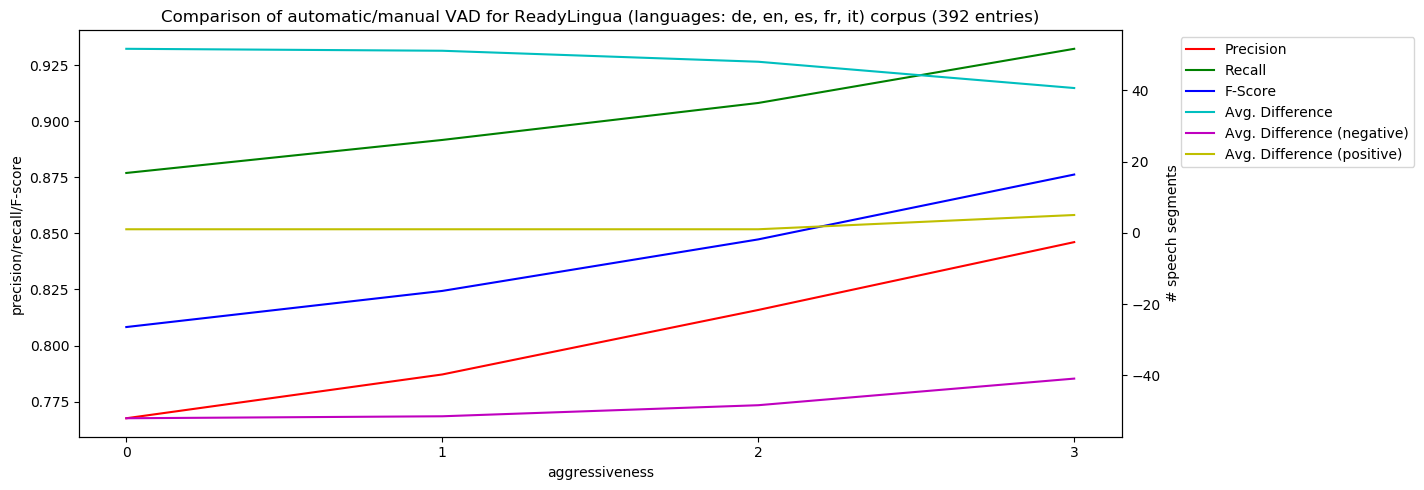 Comparison of automatic/manual VAD for ReadyLingua (languages: de, en, es, fr, it) corpus (392 entries)
precision/recall/F-score
0.925
0.900
0.875
0.850
0.825
0.800
0.775
0
1
2
3
aggressiveness
40
20
0
−20
−40
# speech segments
Precision
Recall
F-Score
Avg. Difference
Avg. Difference (negative)
Avg. Difference (positive)